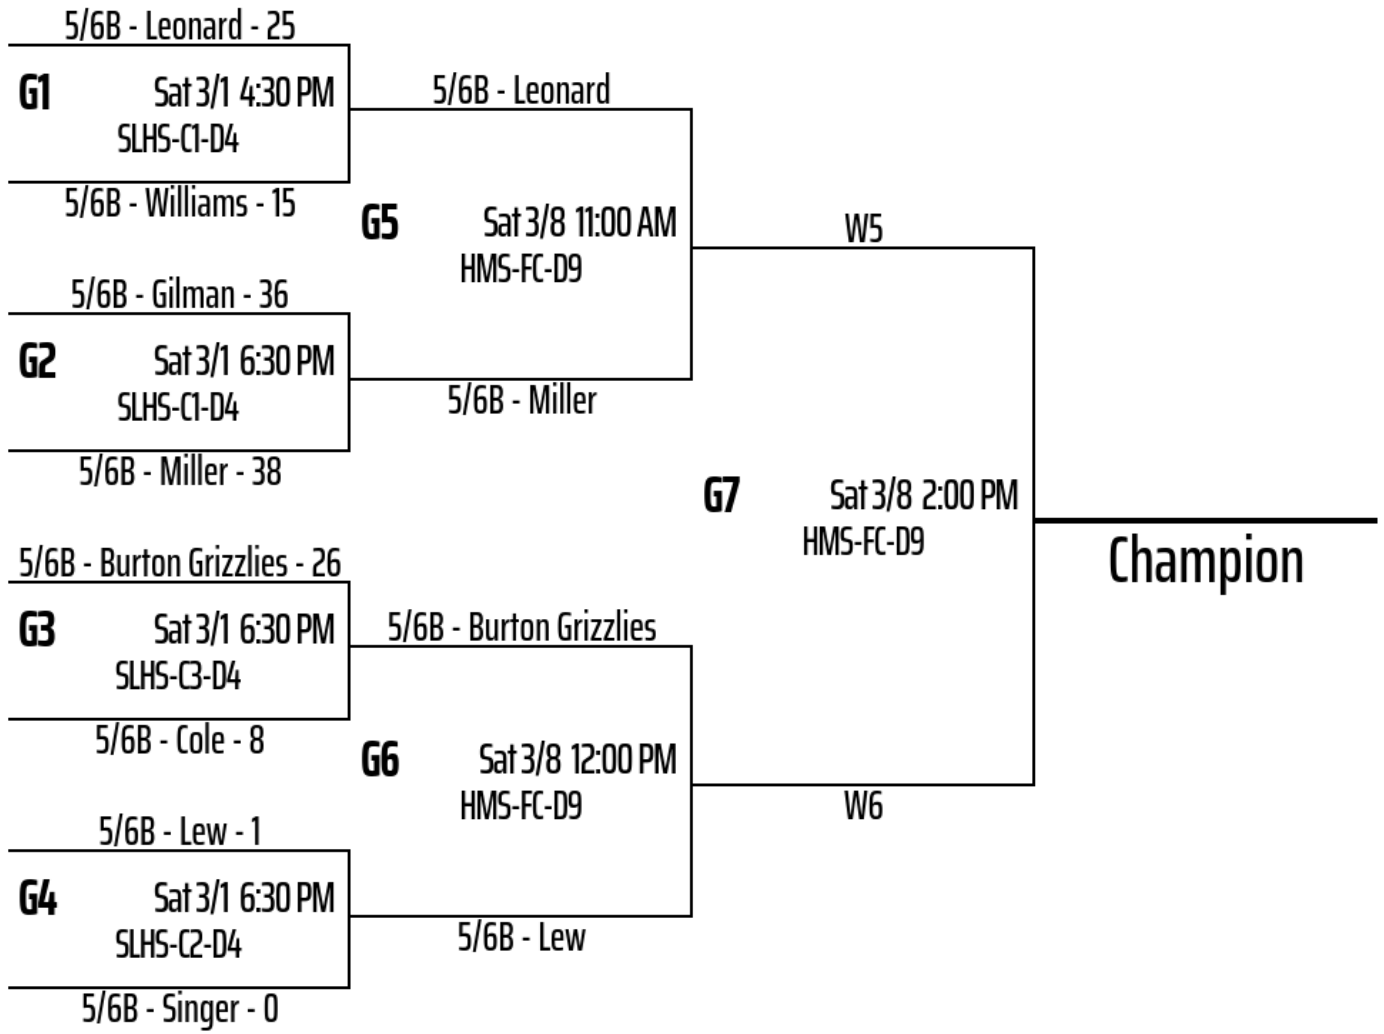 5/6B - Leonard - 25
G1 Sat 3/1 4:30 PM
SLHS-C1-D4
5/6B - Williams - 15
5/6B - Gilman - 36
G2 Sat 3/1 6:30 PM
SLHS-C1-D4
5/6B - Miller - 38
5/6B - Burton Grizzlies - 26
G3 Sat 3/1 6:30 PM
SLHS-C3-D4
5/6B - Cole - 8
5/6B - Lew - 1
G4 Sat 3/1 6:30 PM
SLHS-C2-D4
5/6B - Singer - 0
5/6B - Leonard
G5 Sat 3/8 11:00 AM
HMS-FC-D9
5/6B - Miller
5/6B - Burton Grizzlies
G6 Sat 3/8 12:00 PM
HMS-FC-D9
5/6B - Lew
W5
G7 Sat 3/8 2:00 PM
HMS-FC-D9
W6
Champion